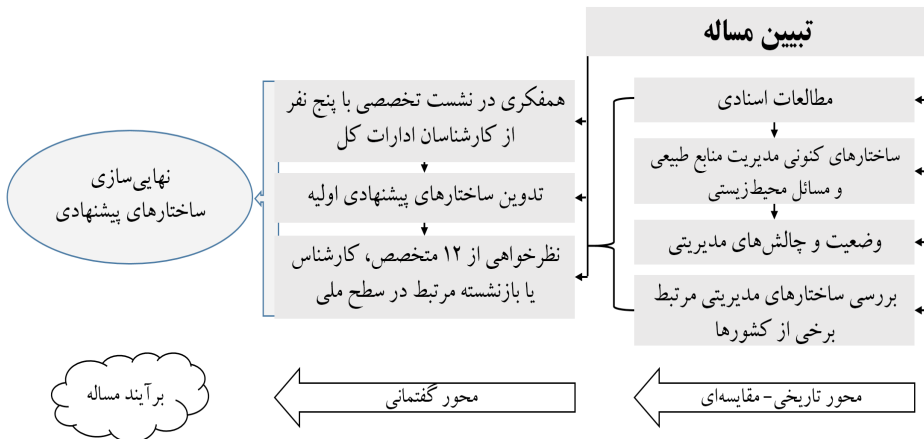 تبیین مساله
مطالعات اسنادی
ساختارهای کنونی مدیریت منابع طبیعی
و مسائل محیط‌زیستی
وضعیت و چالش‌های مدیریتی
بررسی ساختارهای مدیریتی مرتبط
برخی از کشورها
همفکری در نشست تخصصی با پنج نفر
از کارشناسان ادارات کل
تدوین ساختارهای پیشنهادی اولیه
نظرخواهی از ۱۲ متخصص، کارشناس
یا بازنشسته مرتبط در سطح ملی
نهایی‌سازی
ساختارهای پیشنهادی
محور تاریخی- مقایسه‌ای
محور گفتمانی
برآیند مساله